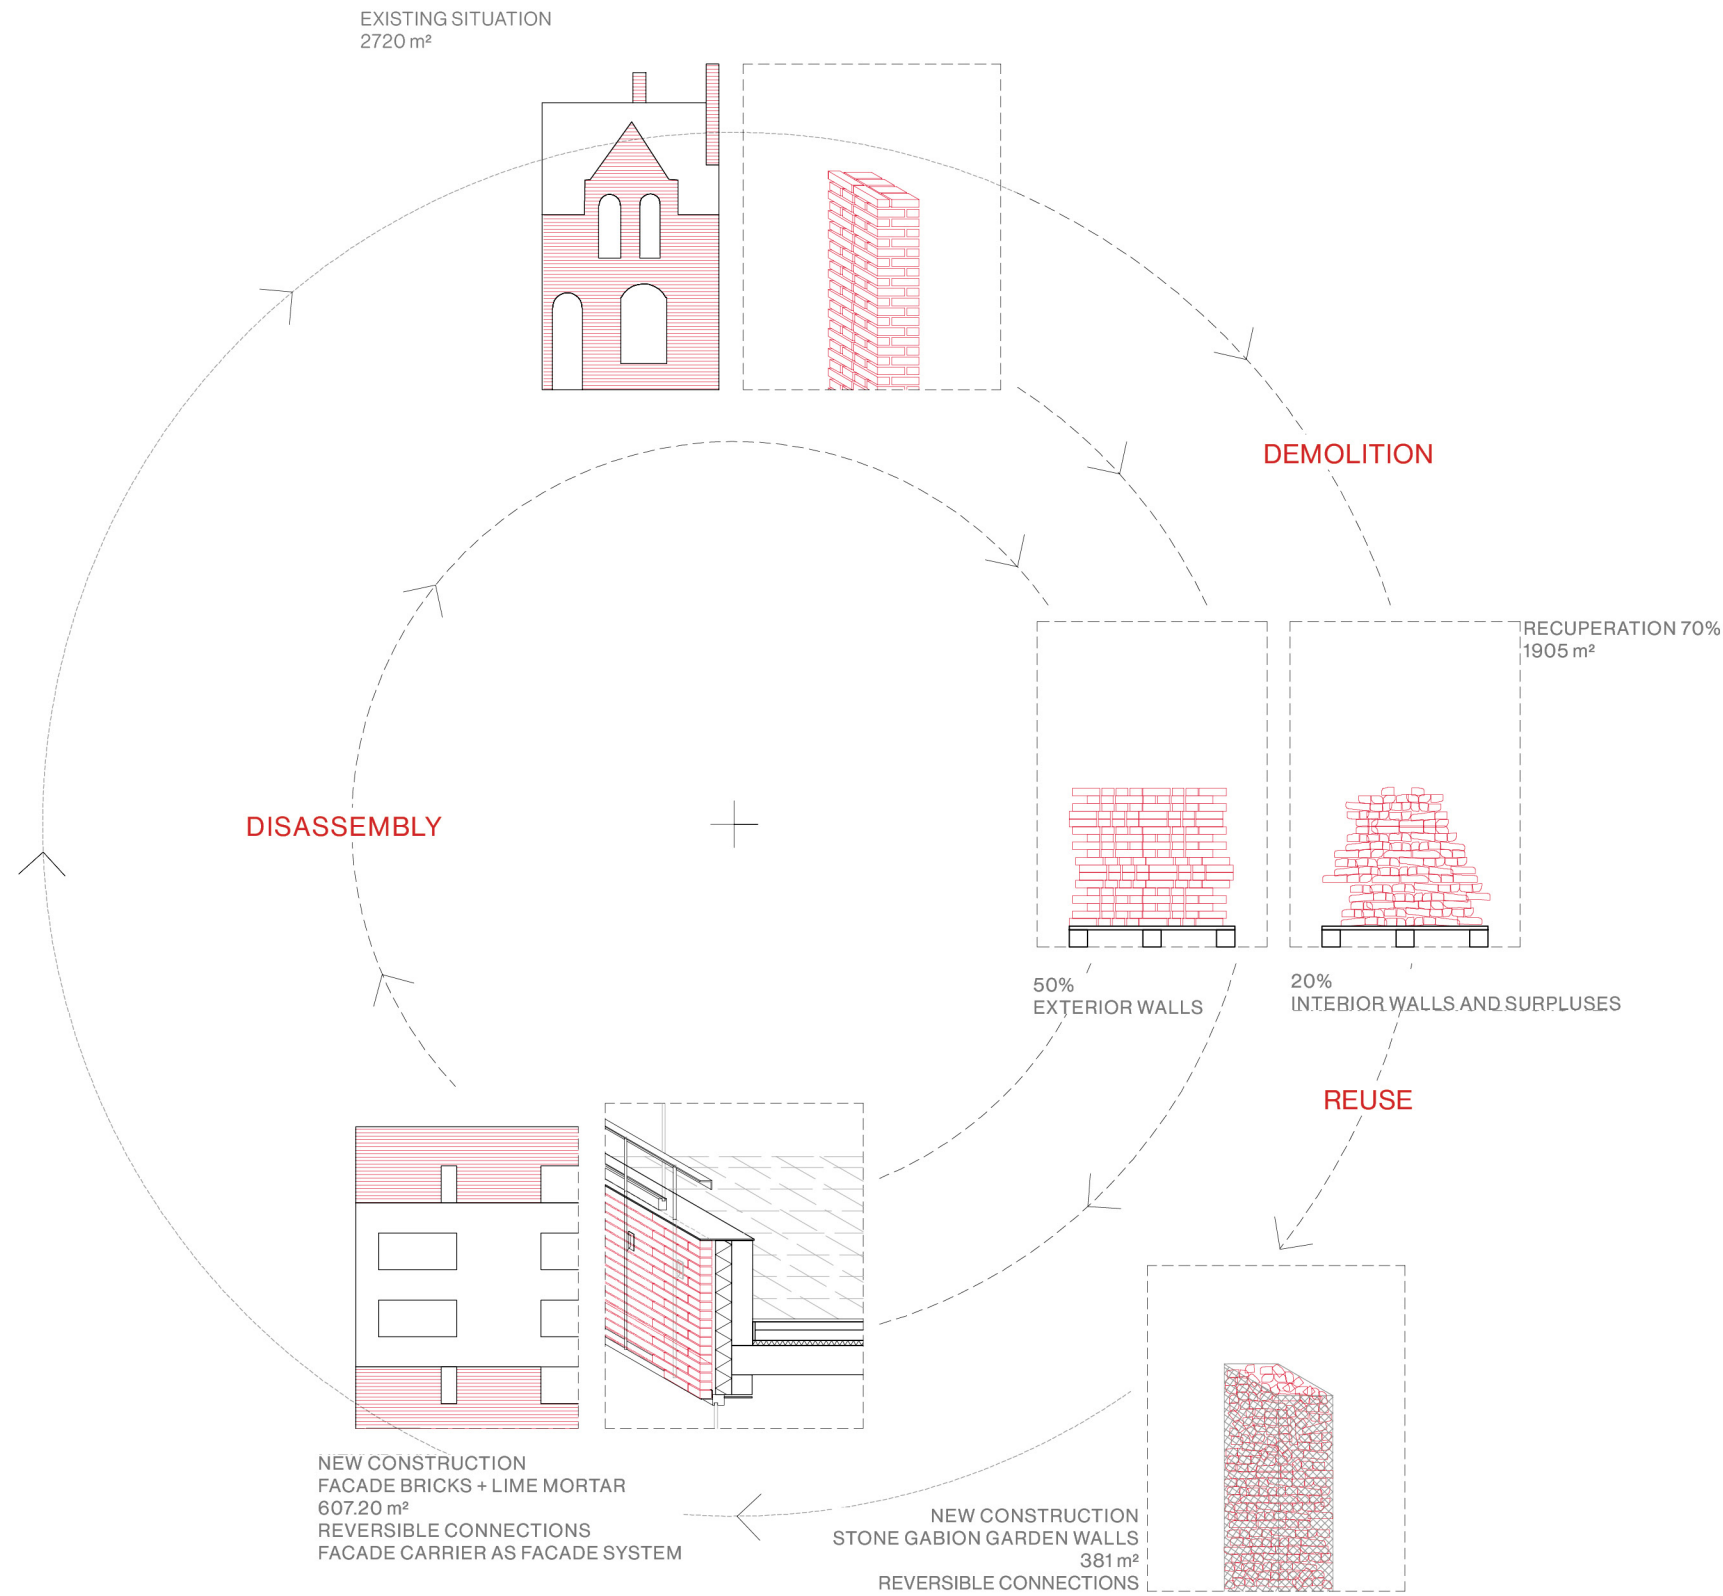 EXISTING SITUATION
2720 m²
DEMOLITION
RECUPERATION 70%
1905 m²
DISASSEMBLY
50%
EXTERIOR WALLS
20%
INTERIOR WALLS AND SURPLUSES
REUSE
NEW CONSTRUCTION
FACADE BRICKS + LIME MORTAR
607.20 m²
REVERSIBLE CONNECTIONS
FACADE CARRIER AS FACADE SYSTEM
NEW CONSTRUCTION
STONE GABION GARDEN WALLS
381 m²
REVERSIBLE CONNECTIONS